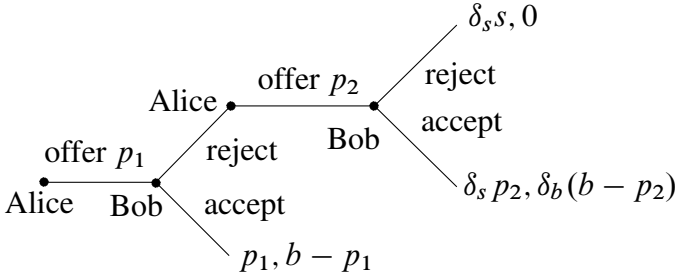 δ_s s, 0
offer p_2
reject
Alice
accept
Bob
offer p_1
reject
δ_s p_2, δ_b(b − p_2)
Alice
Bob
accept
p_1, b − p_1